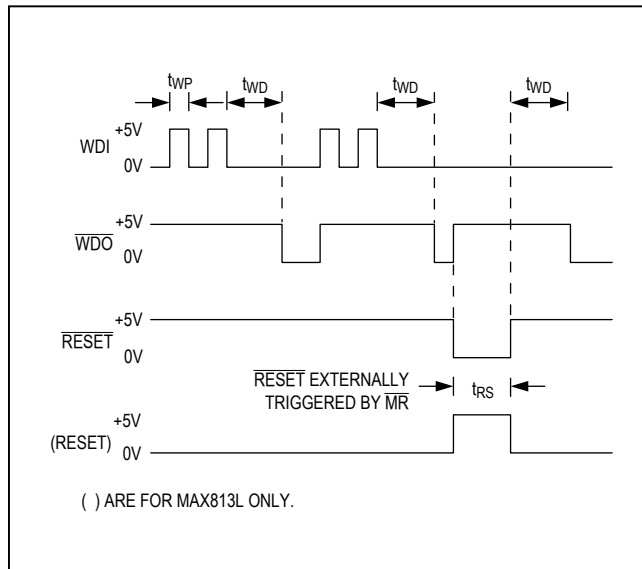 tWP tWD tWD tWD
+5V
WDI
0V
+5V
WDO
0V
+5V
RESET
0V
RESET EXTERNALLY
TRIGGERED BY MR
tRS
+5V
(RESET)
0V
( ) ARE FOR MAX813L ONLY.